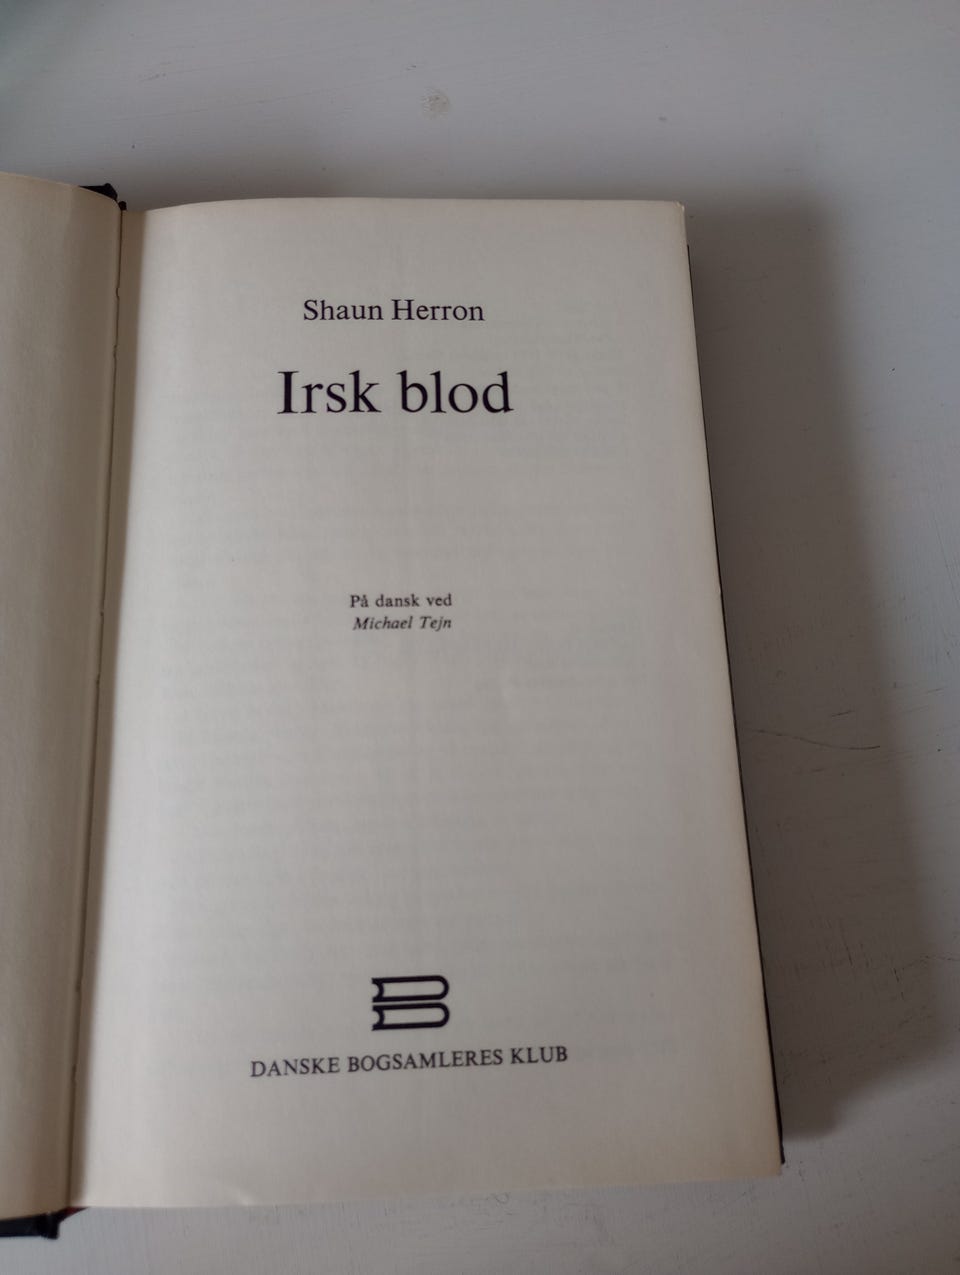 Shaun Herron
Irsk blod
På dansk ved
Michael Tejn
DANSKE BOGSAMLERES KLUB